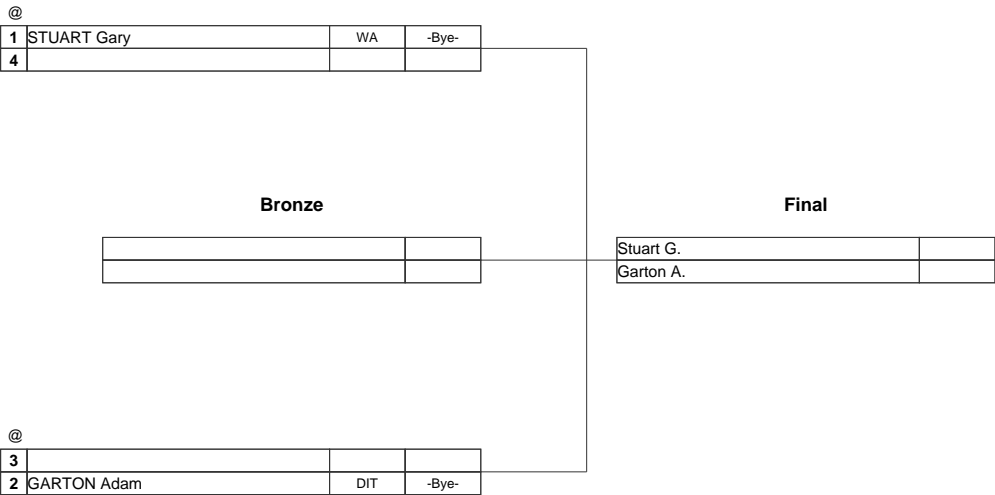 @
1 STUART Gary WA -Bye-
4
Bronze Final
Stuart G.
Garton A.
@
3
2 GARTON Adam DIT -Bye-